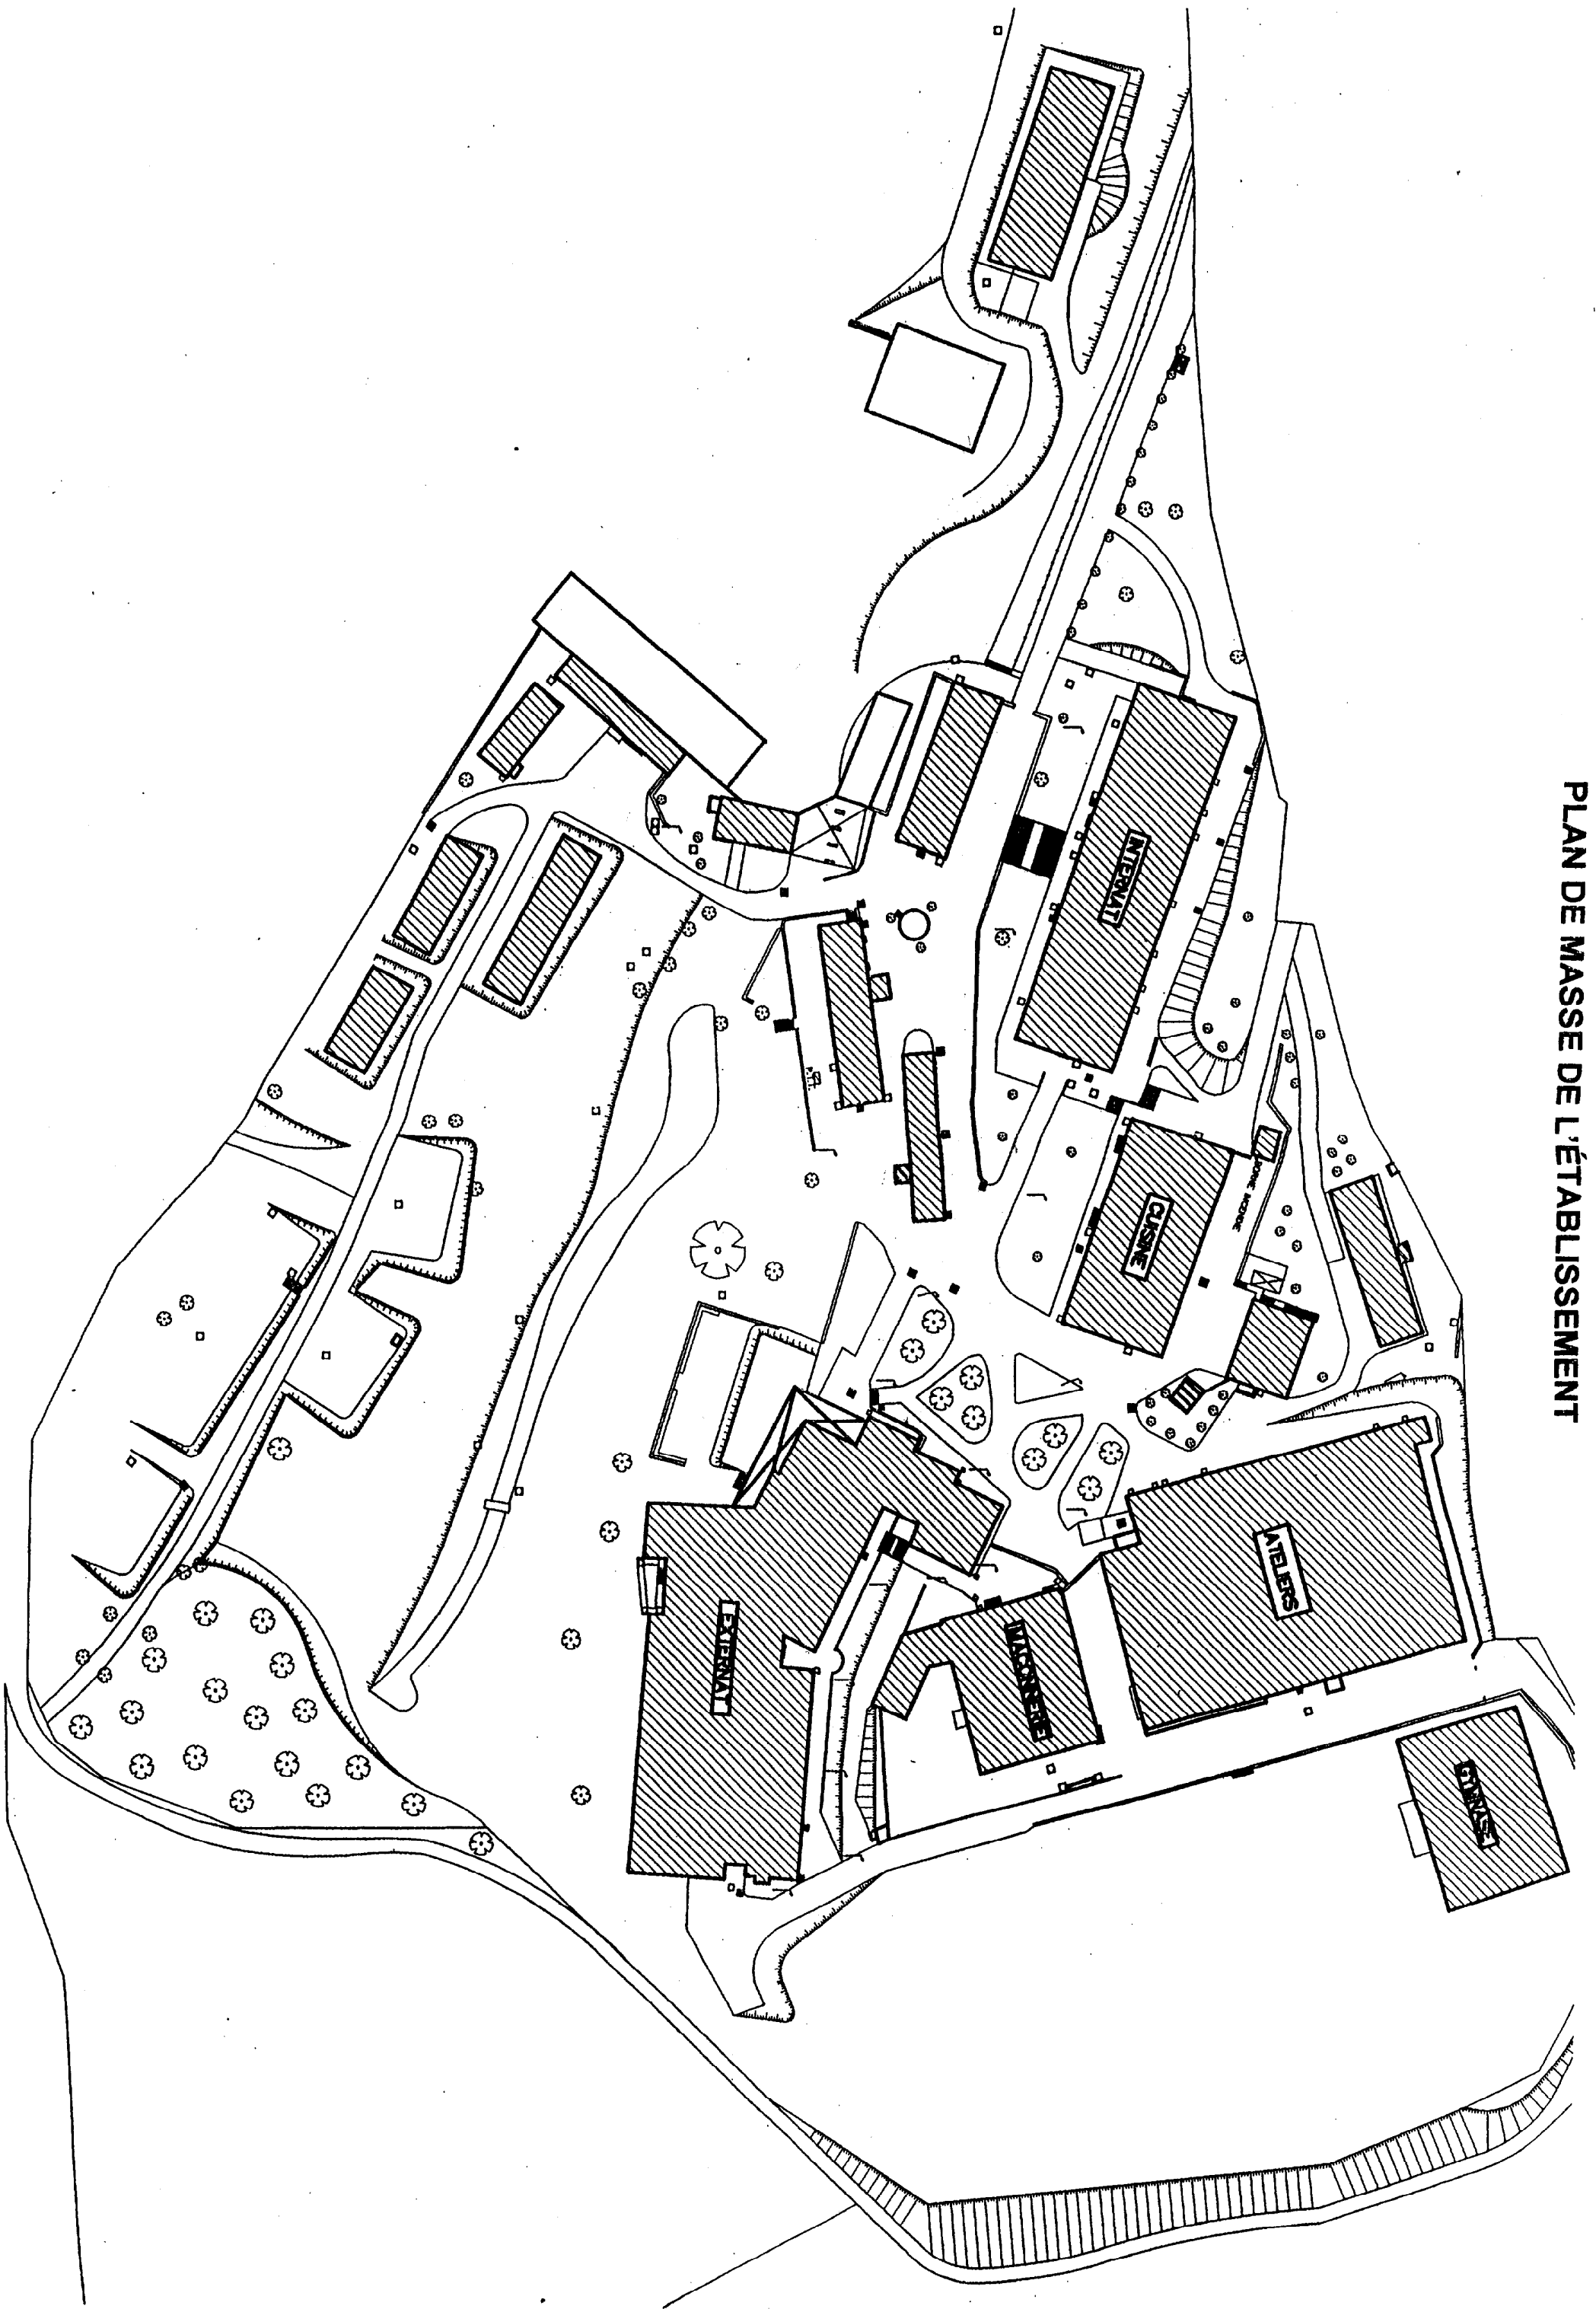 PLAN DE MASSE DE L'ÉTABLISSEMENT
INTERNAT
CUISINE
ATELIERS
MACONNERIE
EXTERNAT
GYMNASE